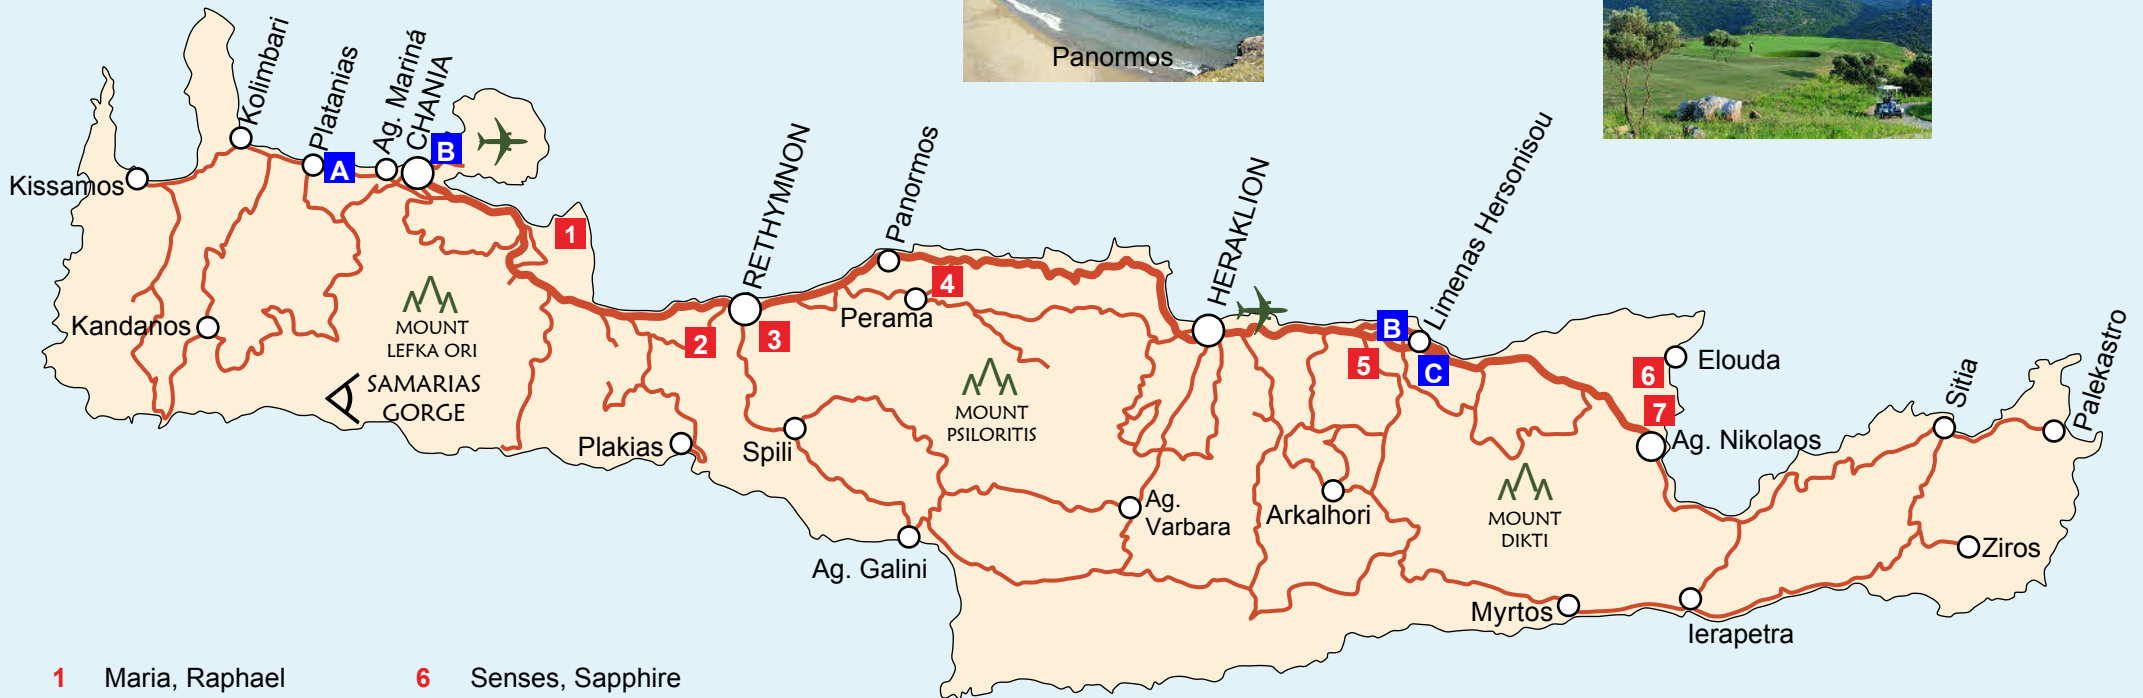 Panormos
Kolimbari
Platanias
Ag. Mariná
CHANIA
A
B
Kissamos
1
RETHYMNON
Panormos
HERAKLION
Limenas Hersonisou
Kandanos
MOUNT
LEFKA ORI
SAMARIAS
GORGE
2
3
4
Perama
MOUNT
PSILORITIS
5
B
C
6
7
Elouda
Ag. Nikolaos
Sitia
Palekastro
Plakias
Spili
Ag. Galini
Ag.
Varbara
Arkalhori
MOUNT
DIKTI
Ziros
Myrtos
Ierapetra
1 Maria, Raphael
6 Senses, Sapphire